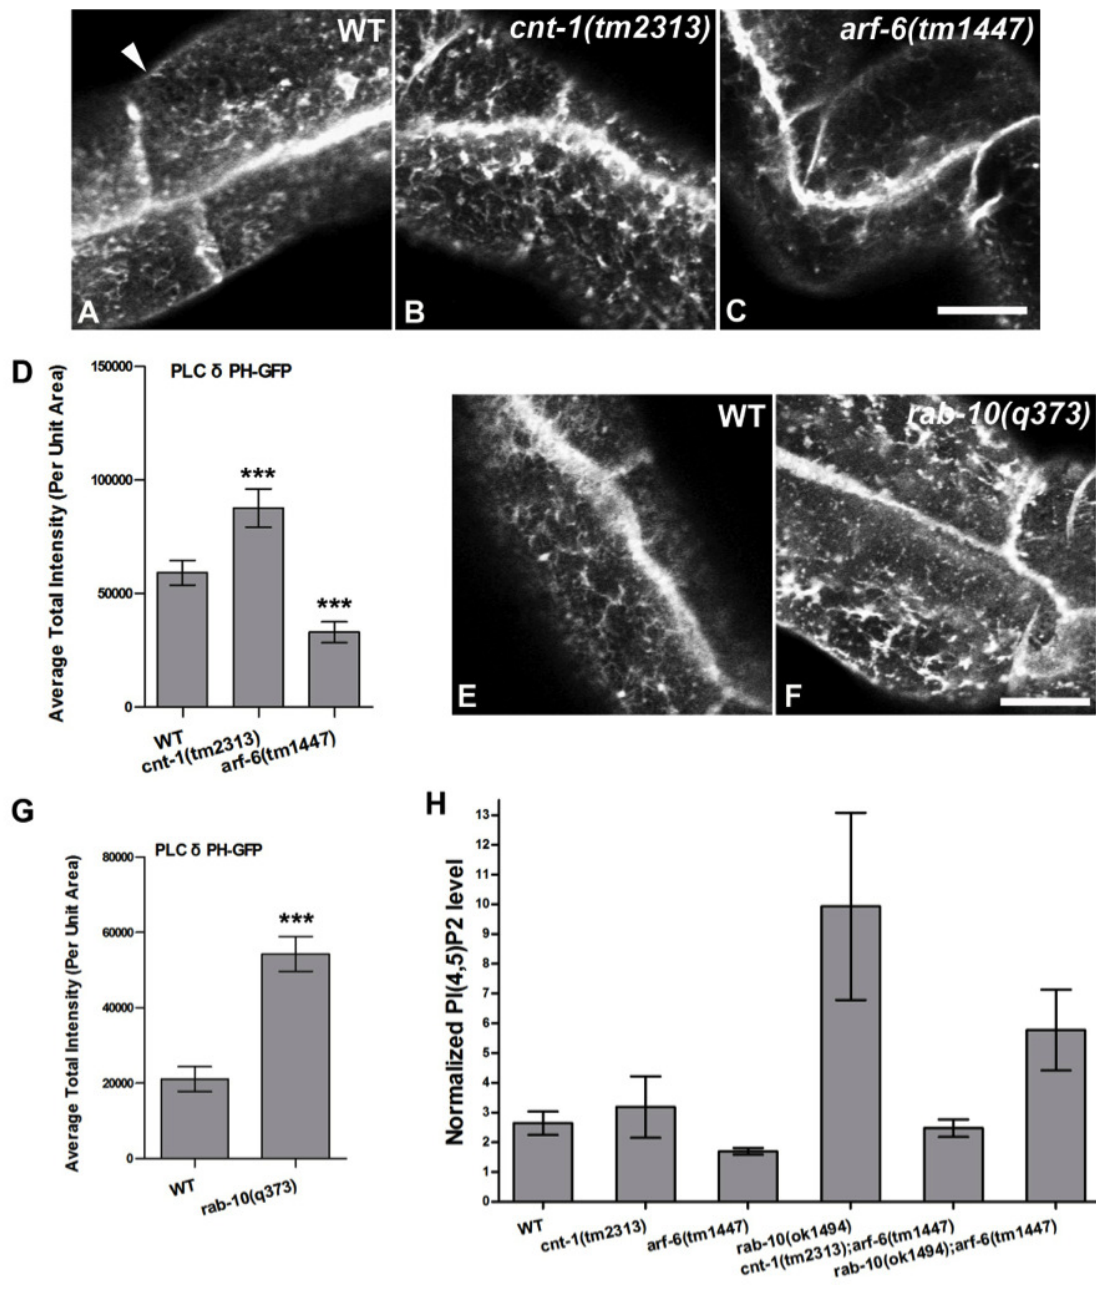 WT
cnt-1(tm2313)
arf-6(tm1447)
A
B
C
D
PLC δ PH-GFP
Average Total Intensity (Per Unit Area)
150000
100000
50000
0
***
***
WT
cnt-1(tm2313)
arf-6(tm1447)
WT
rab-10(q373)
E
F
G
PLC δ PH-GFP
Average Total Intensity (Per Unit Area)
80000
60000
40000
20000
0
***
WT
rab-10(q373)
H
Normalized PI(4,5)P2 level
13
12
11
10
9
8
7
6
5
4
3
2
1
0
WT
cnt-1(tm2313)
arf-6(tm1447)
rab-10(ok1494)
cnt-1(tm2313);arf-6(tm1447)
rab-10(ok1494);arf-6(tm1447)